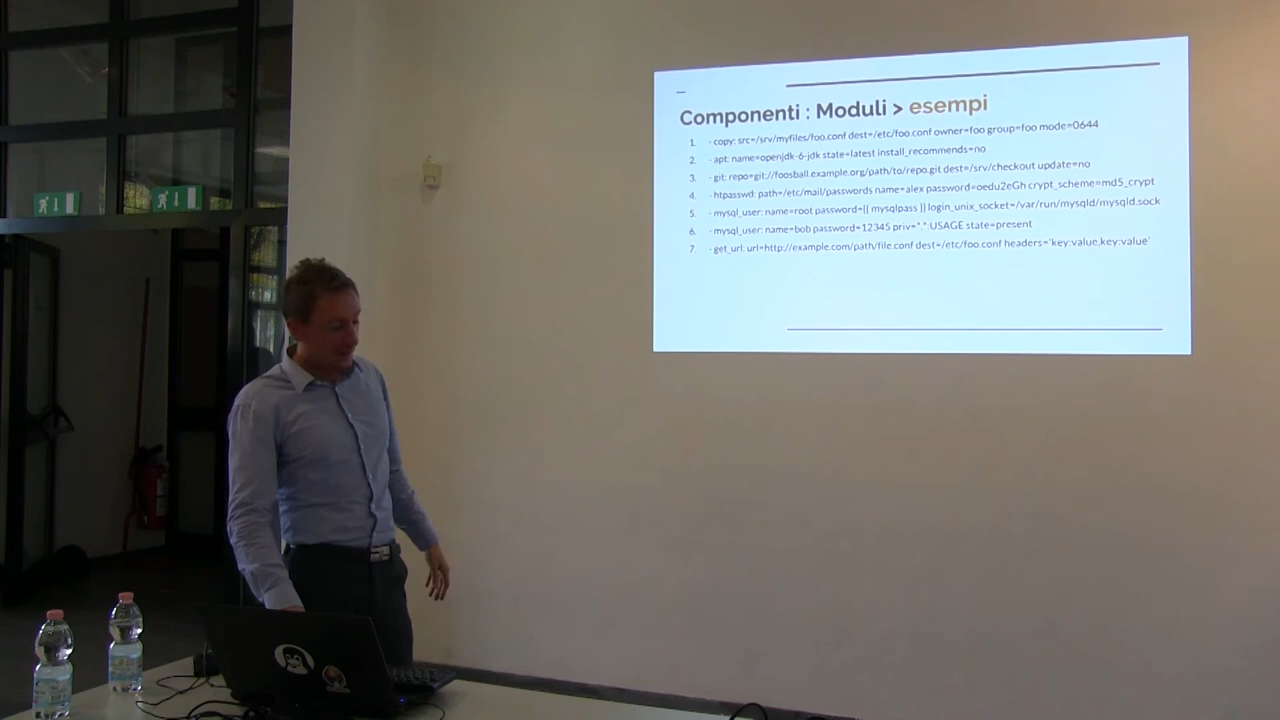 Componenti : Moduli > esempi
1. - copy: src=/srv/myfiles/foo.conf dest=/etc/foo.conf owner=foo group=foo mode=0644
2. - apt: name=openjdk-6-jdk state=latest install_recommends=no
3. - git: repo=git://foosball.example.org/path/to/repo.git dest=/srv/checkout update=no
4. - htpasswd: path=/etc/mail/passwords name=alex password=oedu2eGh crypt_scheme=md5_crypt
5. - mysql_user: name=root password={{ mysqlpass }} login_unix_socket=/var/run/mysqld/mysqld.sock
6. - mysql_user: name=bob password=12345 priv=*.*:USAGE state=present
7. - get_url: url=http://example.com/path/file.conf dest=/etc/foo.conf headers='key:value,key:value'